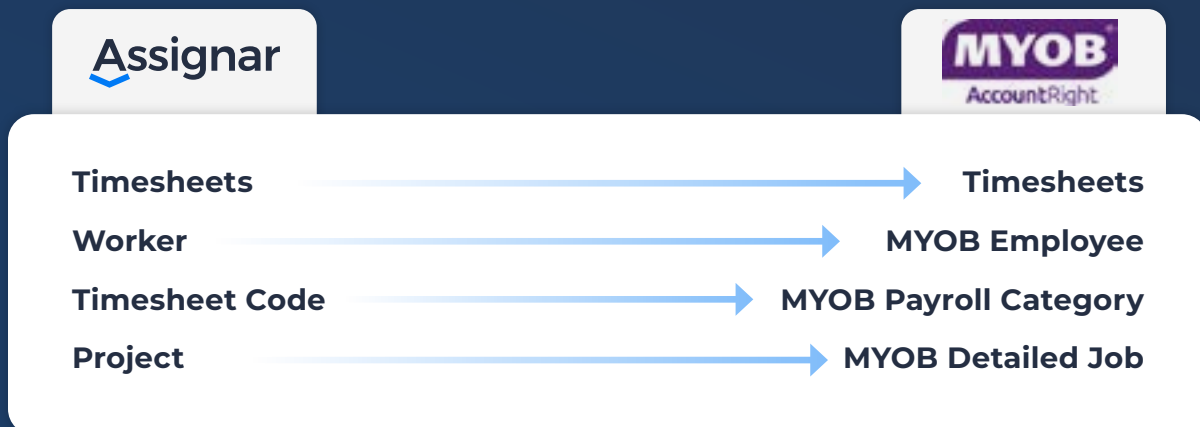 Assignar
MYOB
AccountRight
Timesheets Timesheets
Worker MYOB Employee
Timesheet Code MYOB Payroll Category
Project MYOB Detailed Job